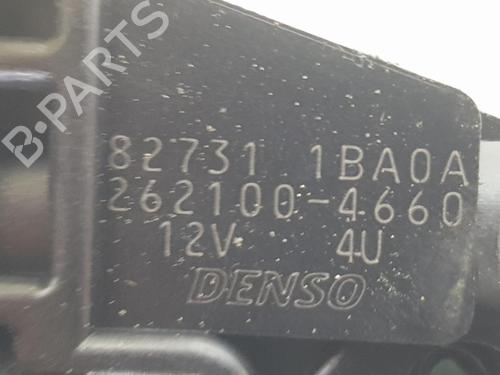 B-PARTS
82731 1BA0A
262100-4660
12V 4U
DENSO